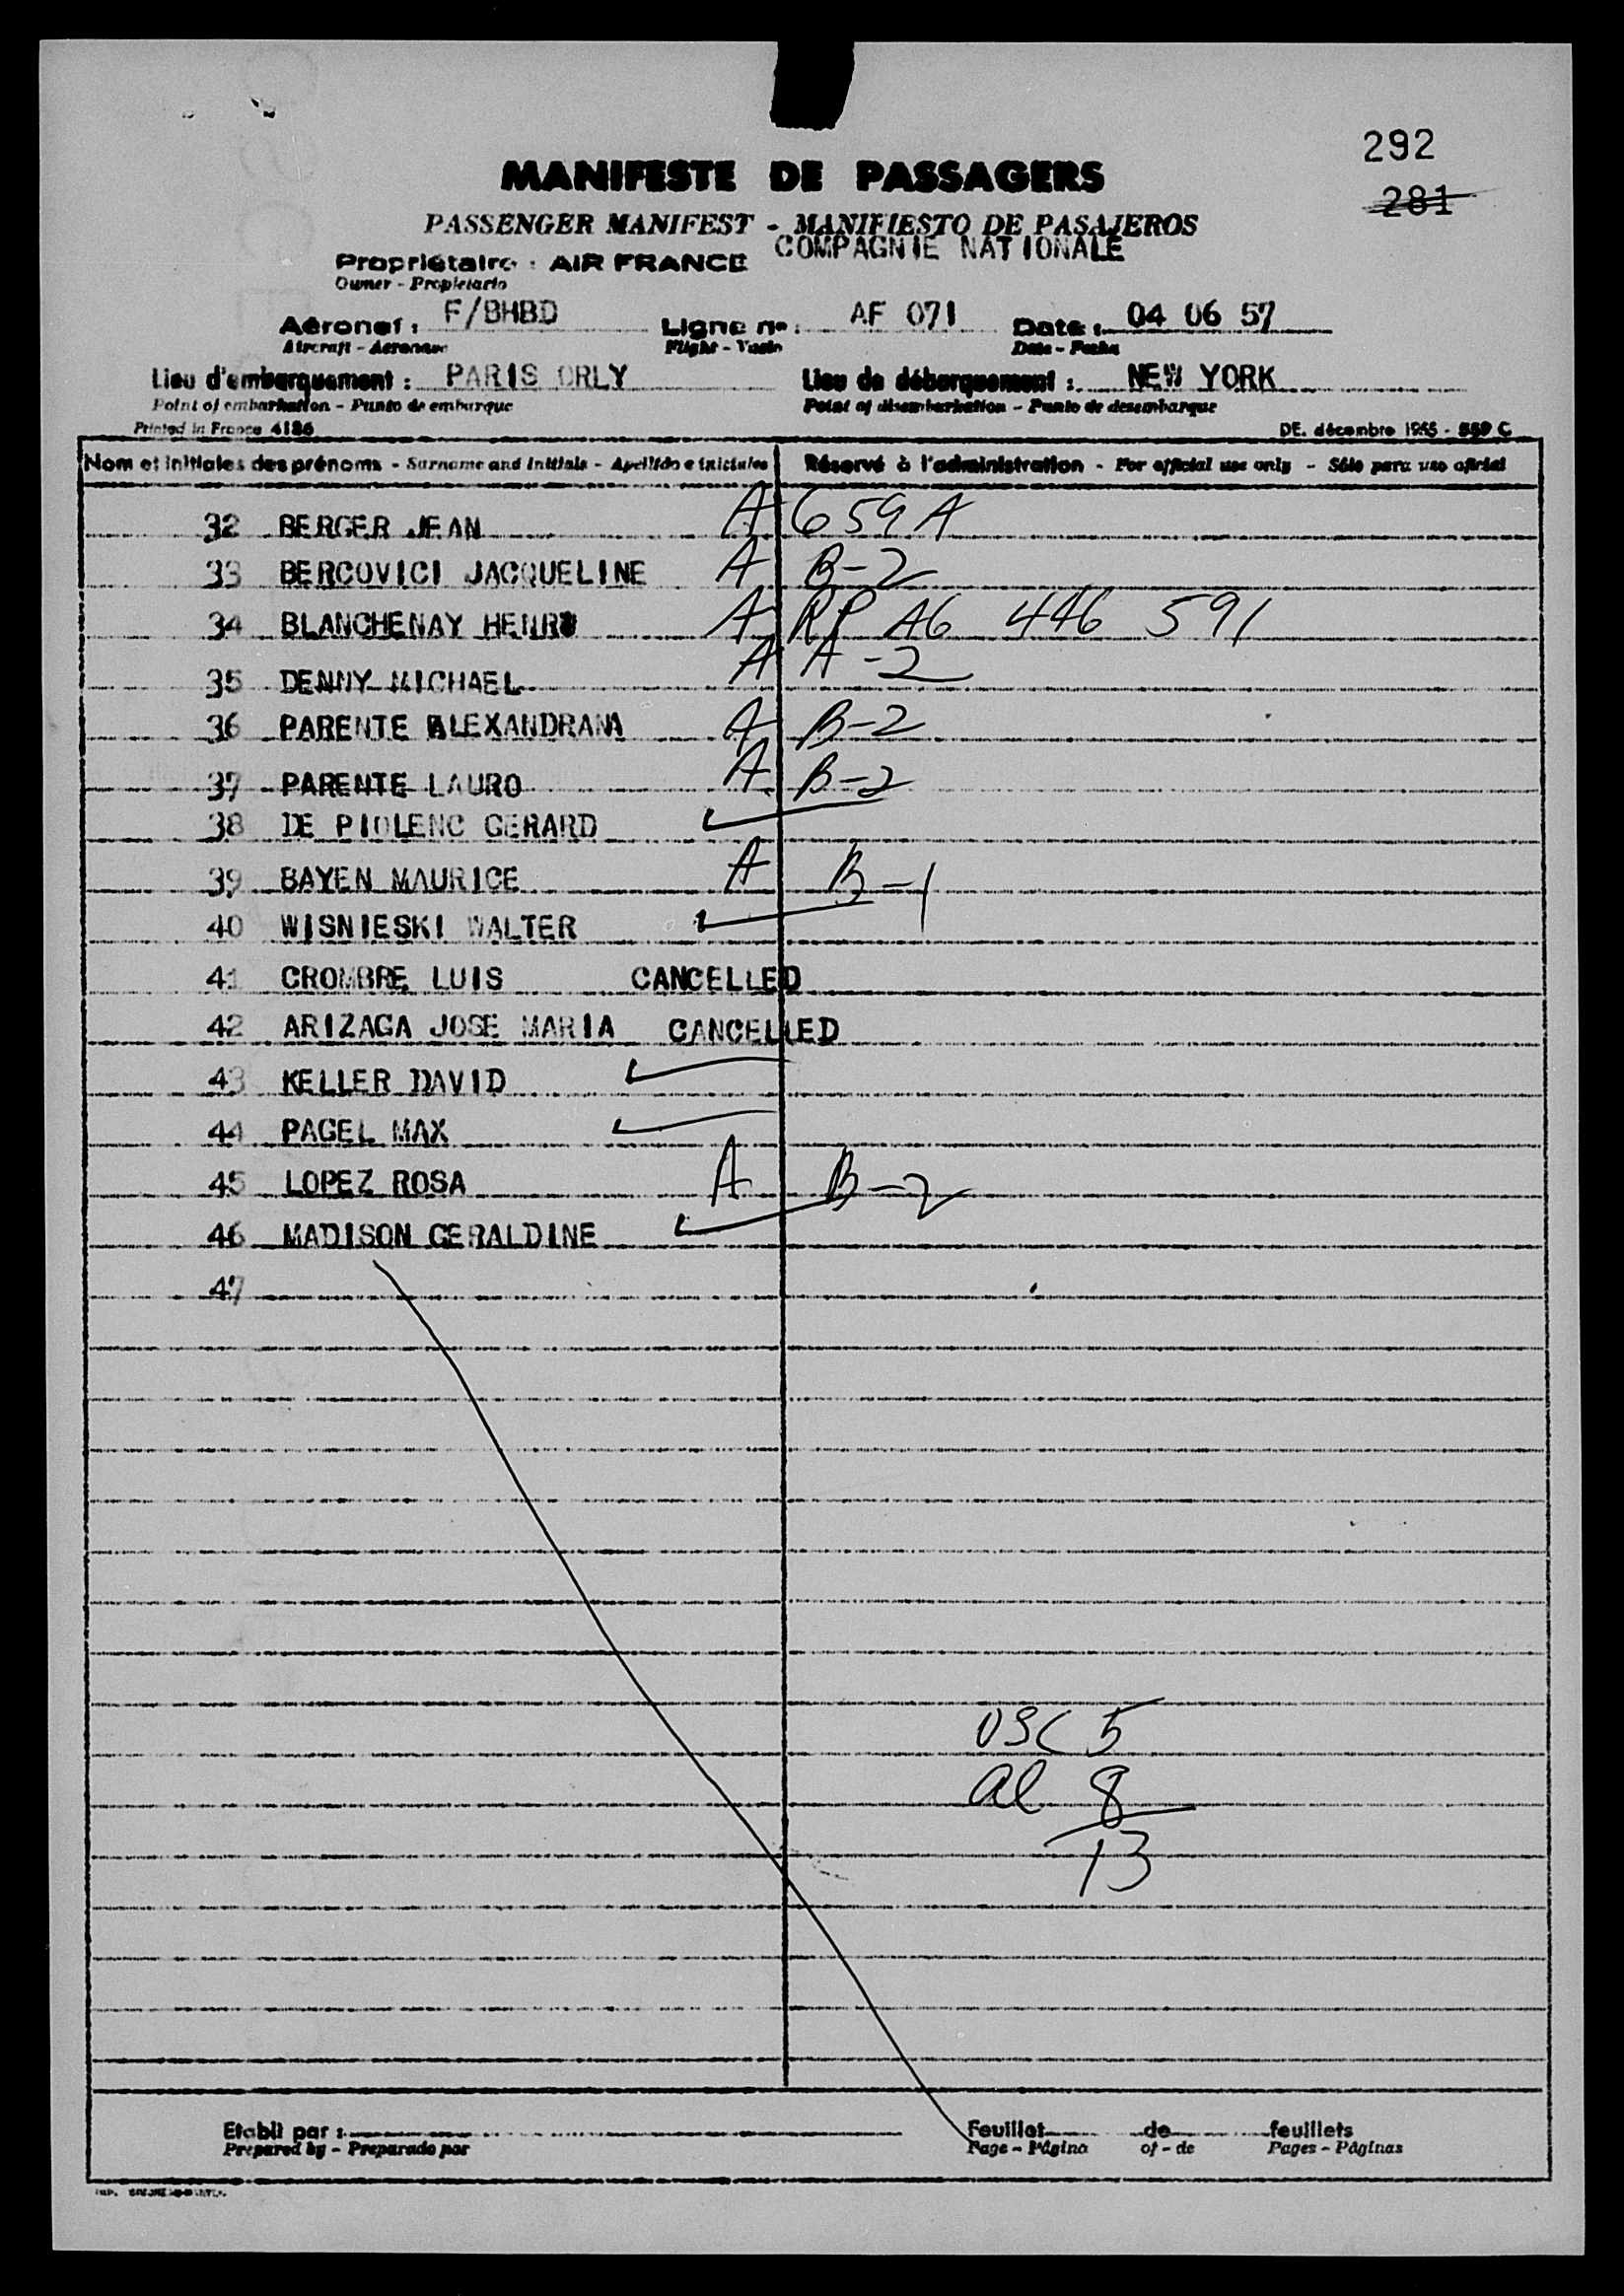 292
MANIFESTE DE PASSAGERS
281
PASSENGER MANIFEST - MANIFIESTO DE PASAJEROS
COMPAGNIE NATIONALE
Propriétaire : AIR FRANCE
Owner - Propietario
Aéronef : F/BHBD Ligne no : AF 071 Date : 04 06 57
Aircraft - Aeronave Flight - Vuelo Date - Fecha
Lieu d'embarquement : PARIS ORLY Lieu de débarquement : NEW YORK
Point of embarkation - Punto de embarque Point of disembarkation - Punto de desembarque
Printed in France 4186 DE. décembre 1955 - 559 C
Nom et initiales des prénoms - Surname and initials - Apellido e iniciales Réservé à l'administration - For official use only - Sólo para uso oficial
32 BERGER JEAN A 659 A
33 BERCOVICI JACQUELINE A B-2
34 BLANCHENAY HENRY A RP A6 446 591
35 DENNY MICHAEL A A-2
36 PARENTE ALEXANDRANA A B-2
37 PARENTE LAURO A B-2
38 DE PIOLENC GERARD
39 BAYEN MAURICE A B-1
40 WISNIESKI WALTER
41 CROMBRE LUIS CANCELLED
42 ARIZAGA JOSE MARIA CANCELLED
43 KELLER DAVID
44 PAGEL MAX
45 LOPEZ ROSA A B-2
46 MADISON GERALDINE
47
USC 5
al 8
13
Etabli par : Feuillet de feuillets
Prepared by - Preparado por Page - Página of - de Pages - Páginas